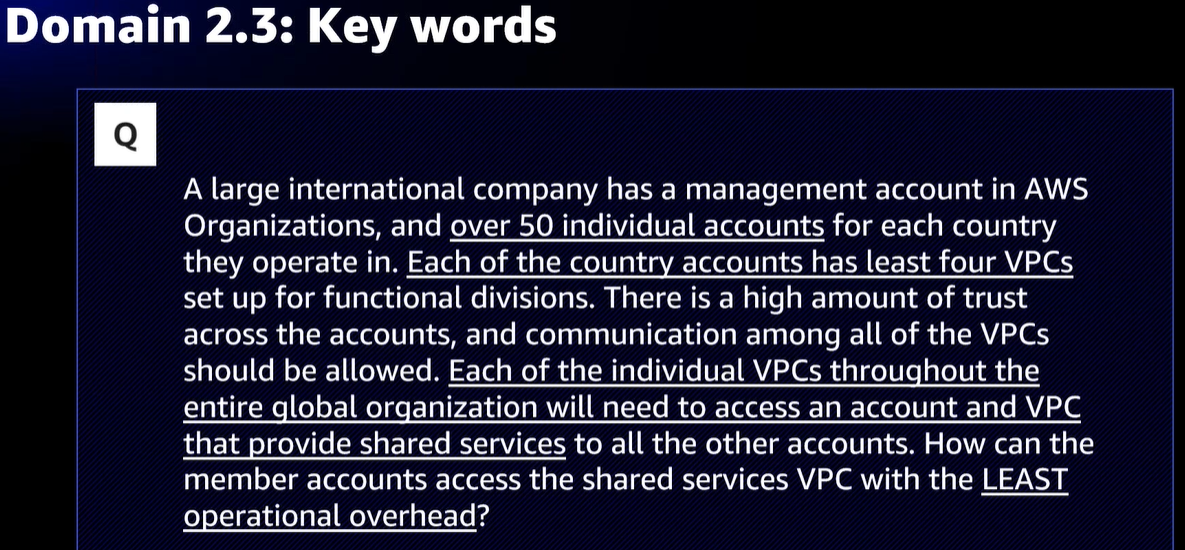 Domain 2.3: Key words
Q
A large international company has a management account in AWS
Organizations, and over 50 individual accounts for each country
they operate in. Each of the country accounts has least four VPCs
set up for functional divisions. There is a high amount of trust
across the accounts, and communication among all of the VPCs
should be allowed. Each of the individual VPCs throughout the
entire global organization will need to access an account and VPC
that provide shared services to all the other accounts. How can the
member accounts access the shared services VPC with the LEAST
operational overhead?